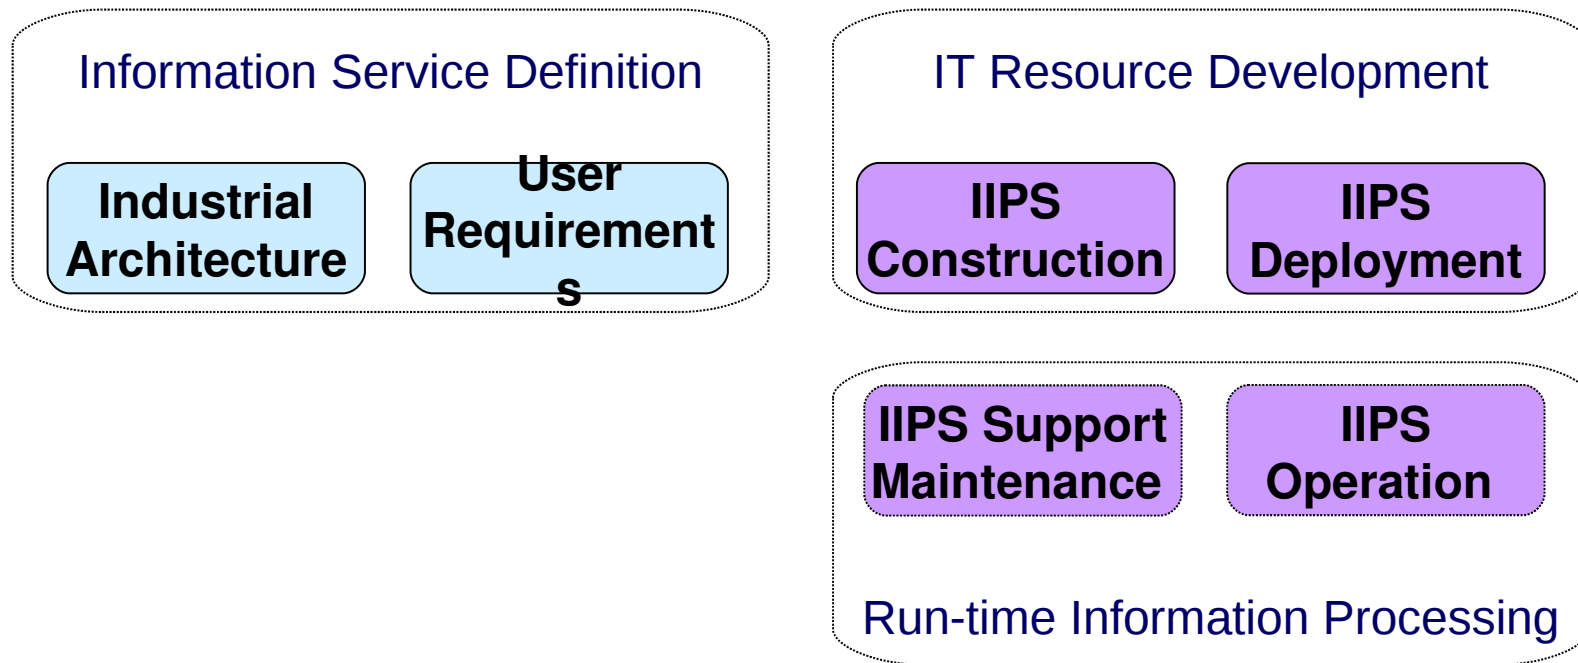 Information Service Definition
Industrial
Architecture
User
Requirement
s
IT Resource Development
IIPS
Construction
IIPS
Deployment
IIPS Support
Maintenance
IIPS
Operation
Run-time Information Processing